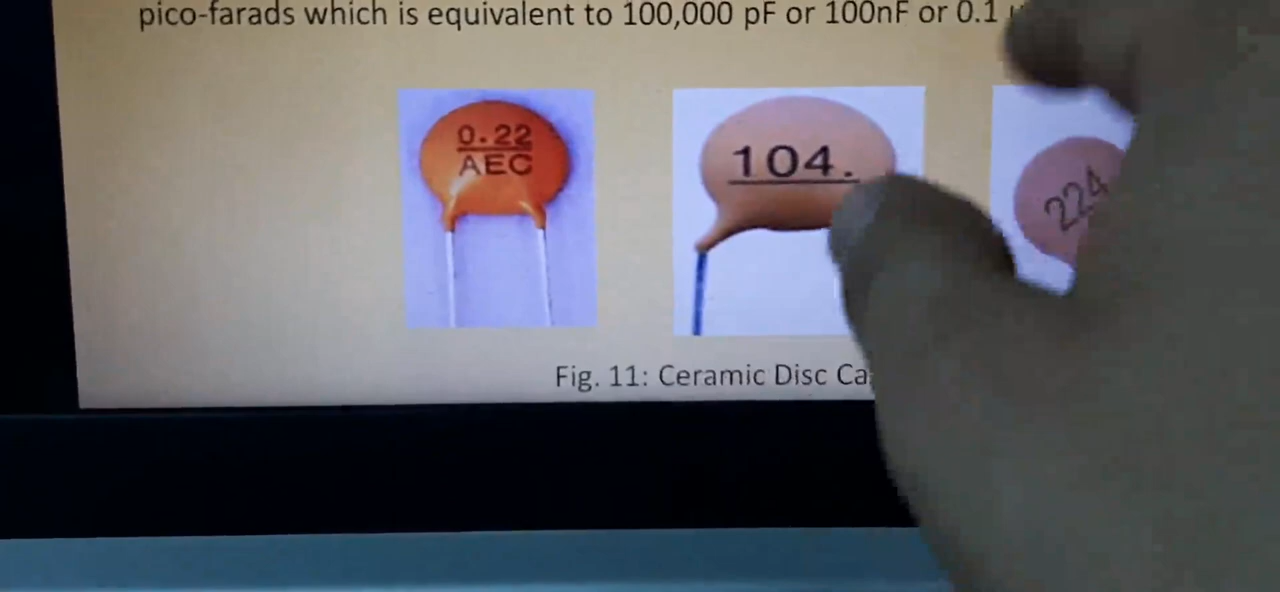 pico-farads which is equivalent to 100,000 pF or 100nF or 0.1
0.22
AEC
104.
224
Fig. 11: Ceramic Disc